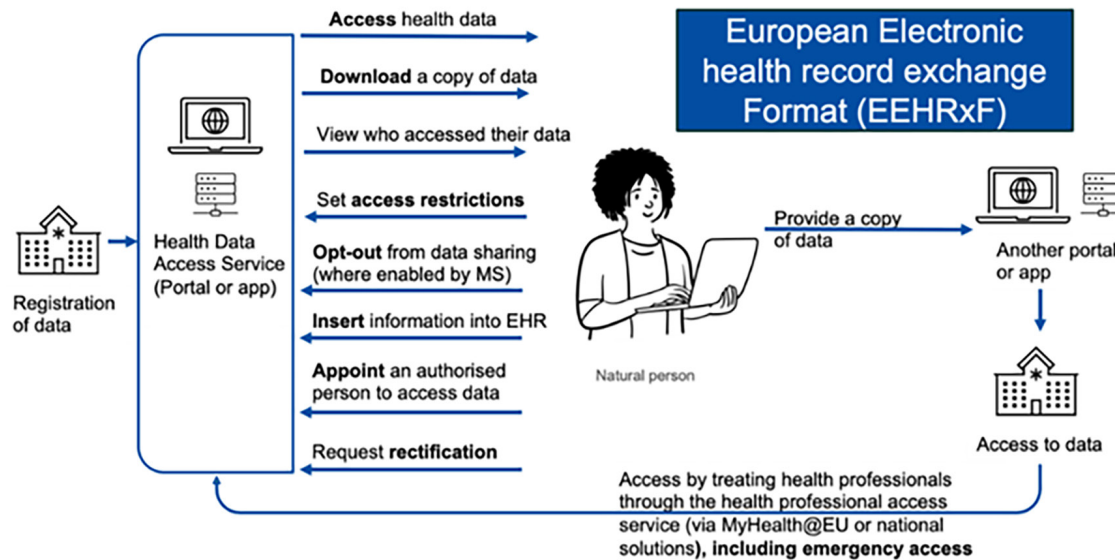 European Electronic
health record exchange
Format (EEHRxF)
Registration
of data
Health Data
Access Service
(Portal or app)
Access health data
Download a copy of data
View who accessed their data
Set access restrictions
Opt-out from data sharing
(where enabled by MS)
Insert information into EHR
Appoint an authorised
person to access data
Request rectification
Natural person
Provide a copy
of data
Another portal
or app
Access to data
Access by treating health professionals
through the health professional access
service (via MyHealth@EU or national
solutions), including emergency access